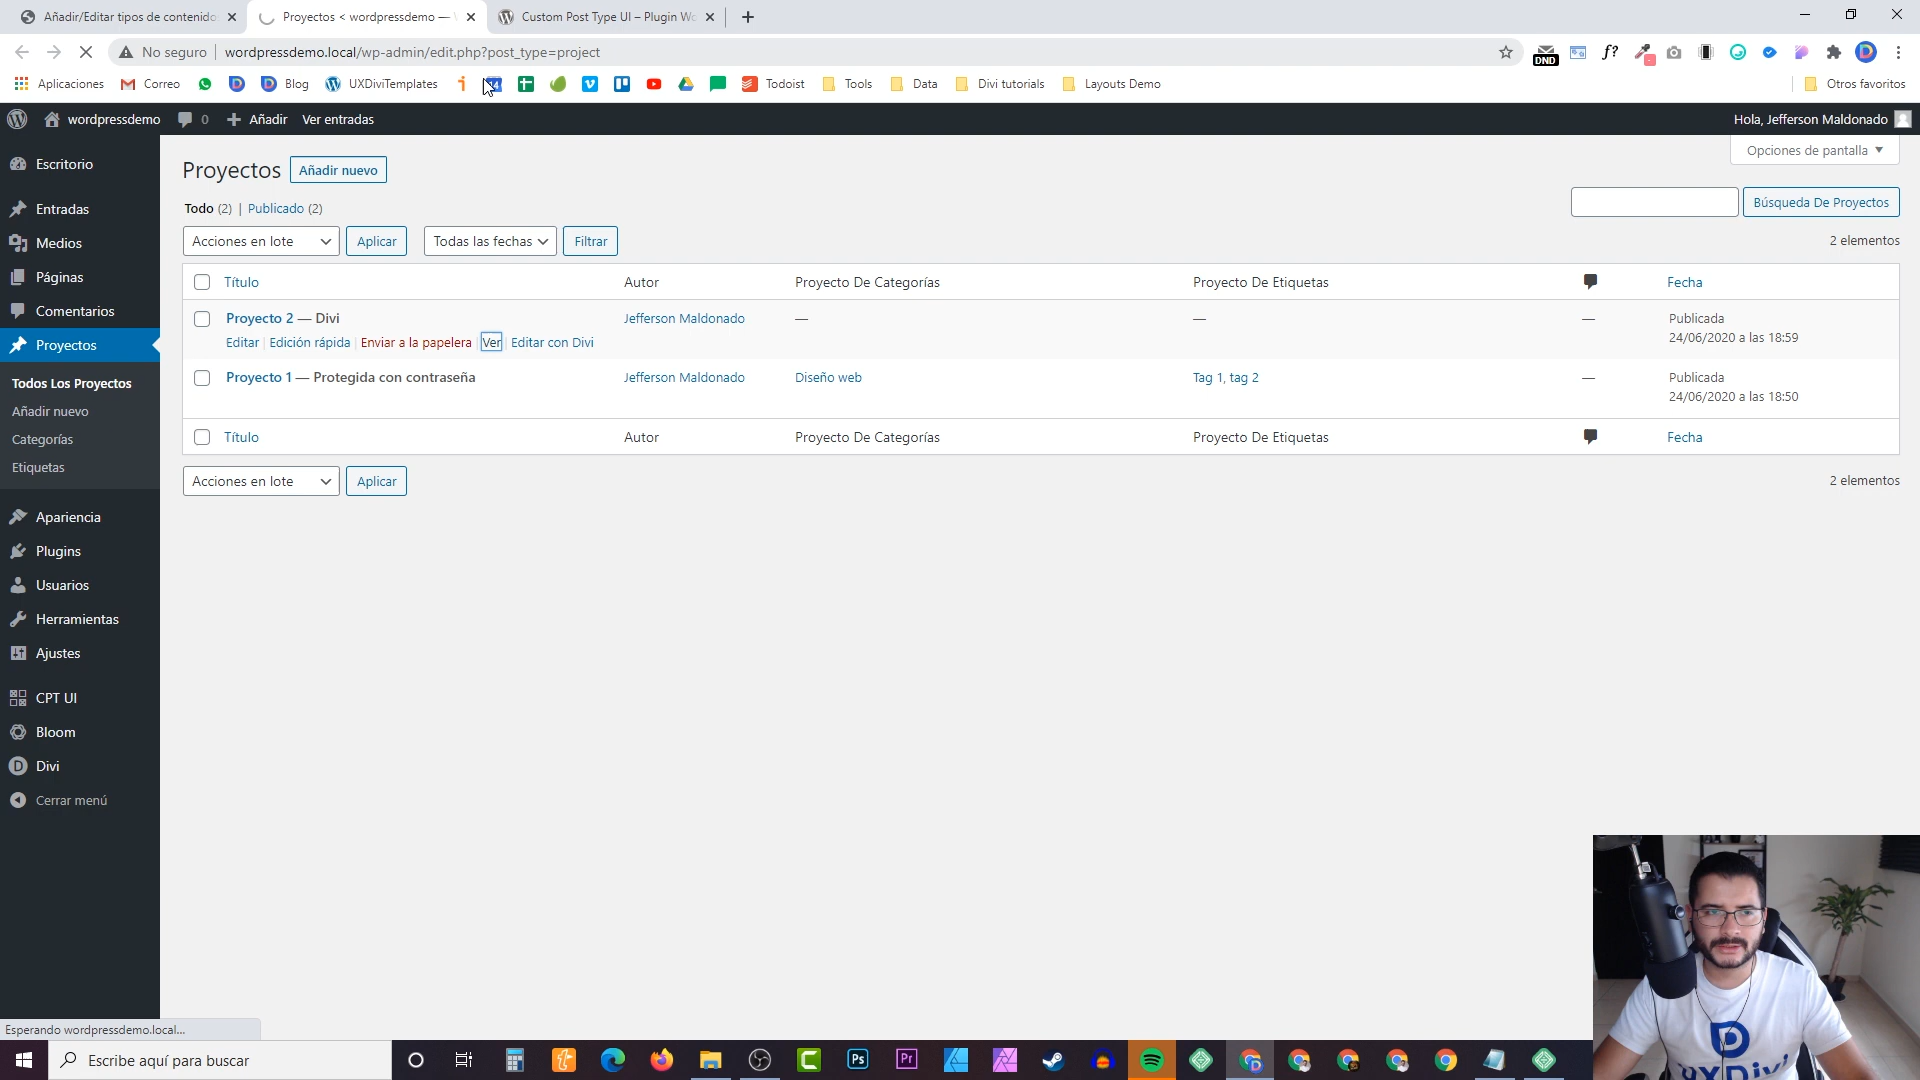 Añadir/Editar tipos de contenido
Proyectos < wordpressdemo —
Custom Post Type UI – Plugin Wo
No seguro
wordpressdemo.local/wp-admin/edit.php?post_type=project
f?
DND
Aplicaciones
Correo
Blog
UXDiviTemplates
Todoist
Tools
Data
Divi tutorials
Layouts Demo
Otros favoritos
wordpressdemo
0
Añadir
Ver entradas
Hola, Jefferson Maldonado
Escritorio
Entradas
Medios
Páginas
Comentarios
Proyectos
Todos Los Proyectos
Añadir nuevo
Categorías
Etiquetas
Apariencia
Plugins
Usuarios
Herramientas
Ajustes
CPT UI
Bloom
Divi
Cerrar menú
Proyectos
Añadir nuevo
Opciones de pantalla
Todo (2) | Publicado (2)
Búsqueda De Proyectos
Acciones en lote
Aplicar
Todas las fechas
Filtrar
2 elementos
Título
Autor
Proyecto De Categorías
Proyecto De Etiquetas
Fecha
Proyecto 2 — Divi
Jefferson Maldonado
—
—
—
Publicada
24/06/2020 a las 18:59
Editar | Edición rápida | Enviar a la papelera | Ver | Editar con Divi
Proyecto 1 — Protegida con contraseña
Jefferson Maldonado
Diseño web
Tag 1, tag 2
—
Publicada
24/06/2020 a las 18:50
Título
Autor
Proyecto De Categorías
Proyecto De Etiquetas
Fecha
Acciones en lote
Aplicar
2 elementos
Esperando wordpressdemo.local...
Escribe aquí para buscar
Ps
Pr